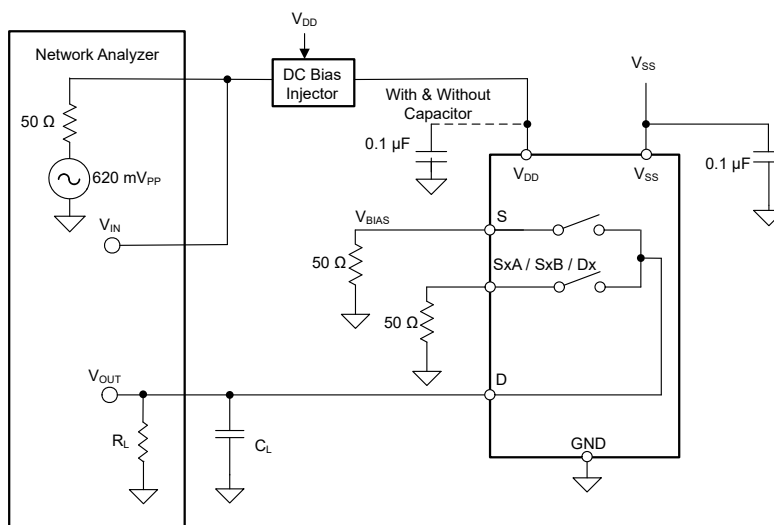 V_DD
Network Analyzer
DC Bias
Injector
V_SS
50 Ω
With & Without
Capacitor
0.1 µF
620 mV_PP
V_DD
V_SS
0.1 µF
V_IN
V_BIAS
S
50 Ω
SxA / SxB / Dx
50 Ω
V_OUT
D
R_L
C_L
GND